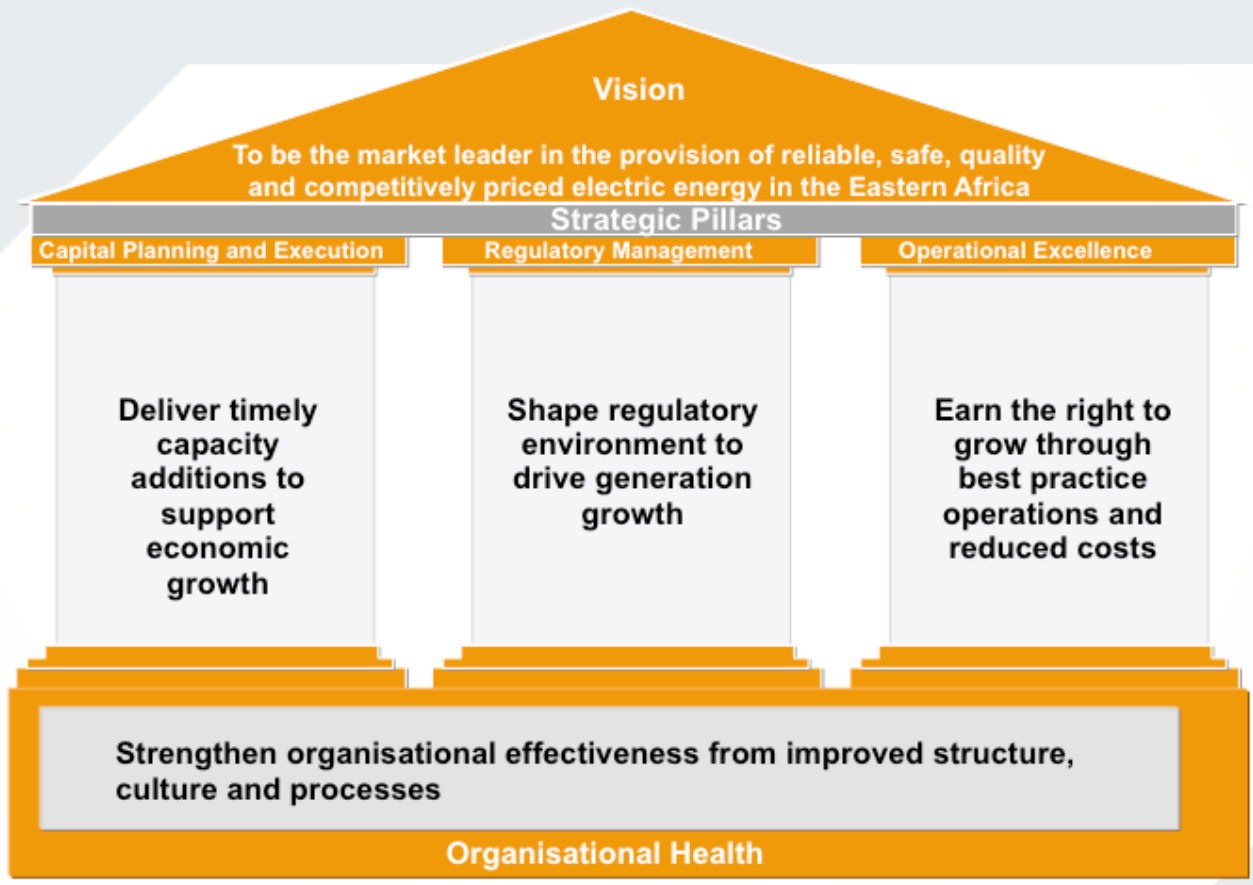 Vision
To be the market leader in the provision of reliable, safe, quality
and competitively priced electric energy in the Eastern Africa
Strategic Pillars
Capital Planning and Execution
Regulatory Management
Operational Excellence
Deliver timely
capacity
additions to
support
economic
growth
Shape regulatory
environment to
drive generation
growth
Earn the right to
grow through
best practice
operations and
reduced costs
Strengthen organisational effectiveness from improved structure,
culture and processes
Organisational Health